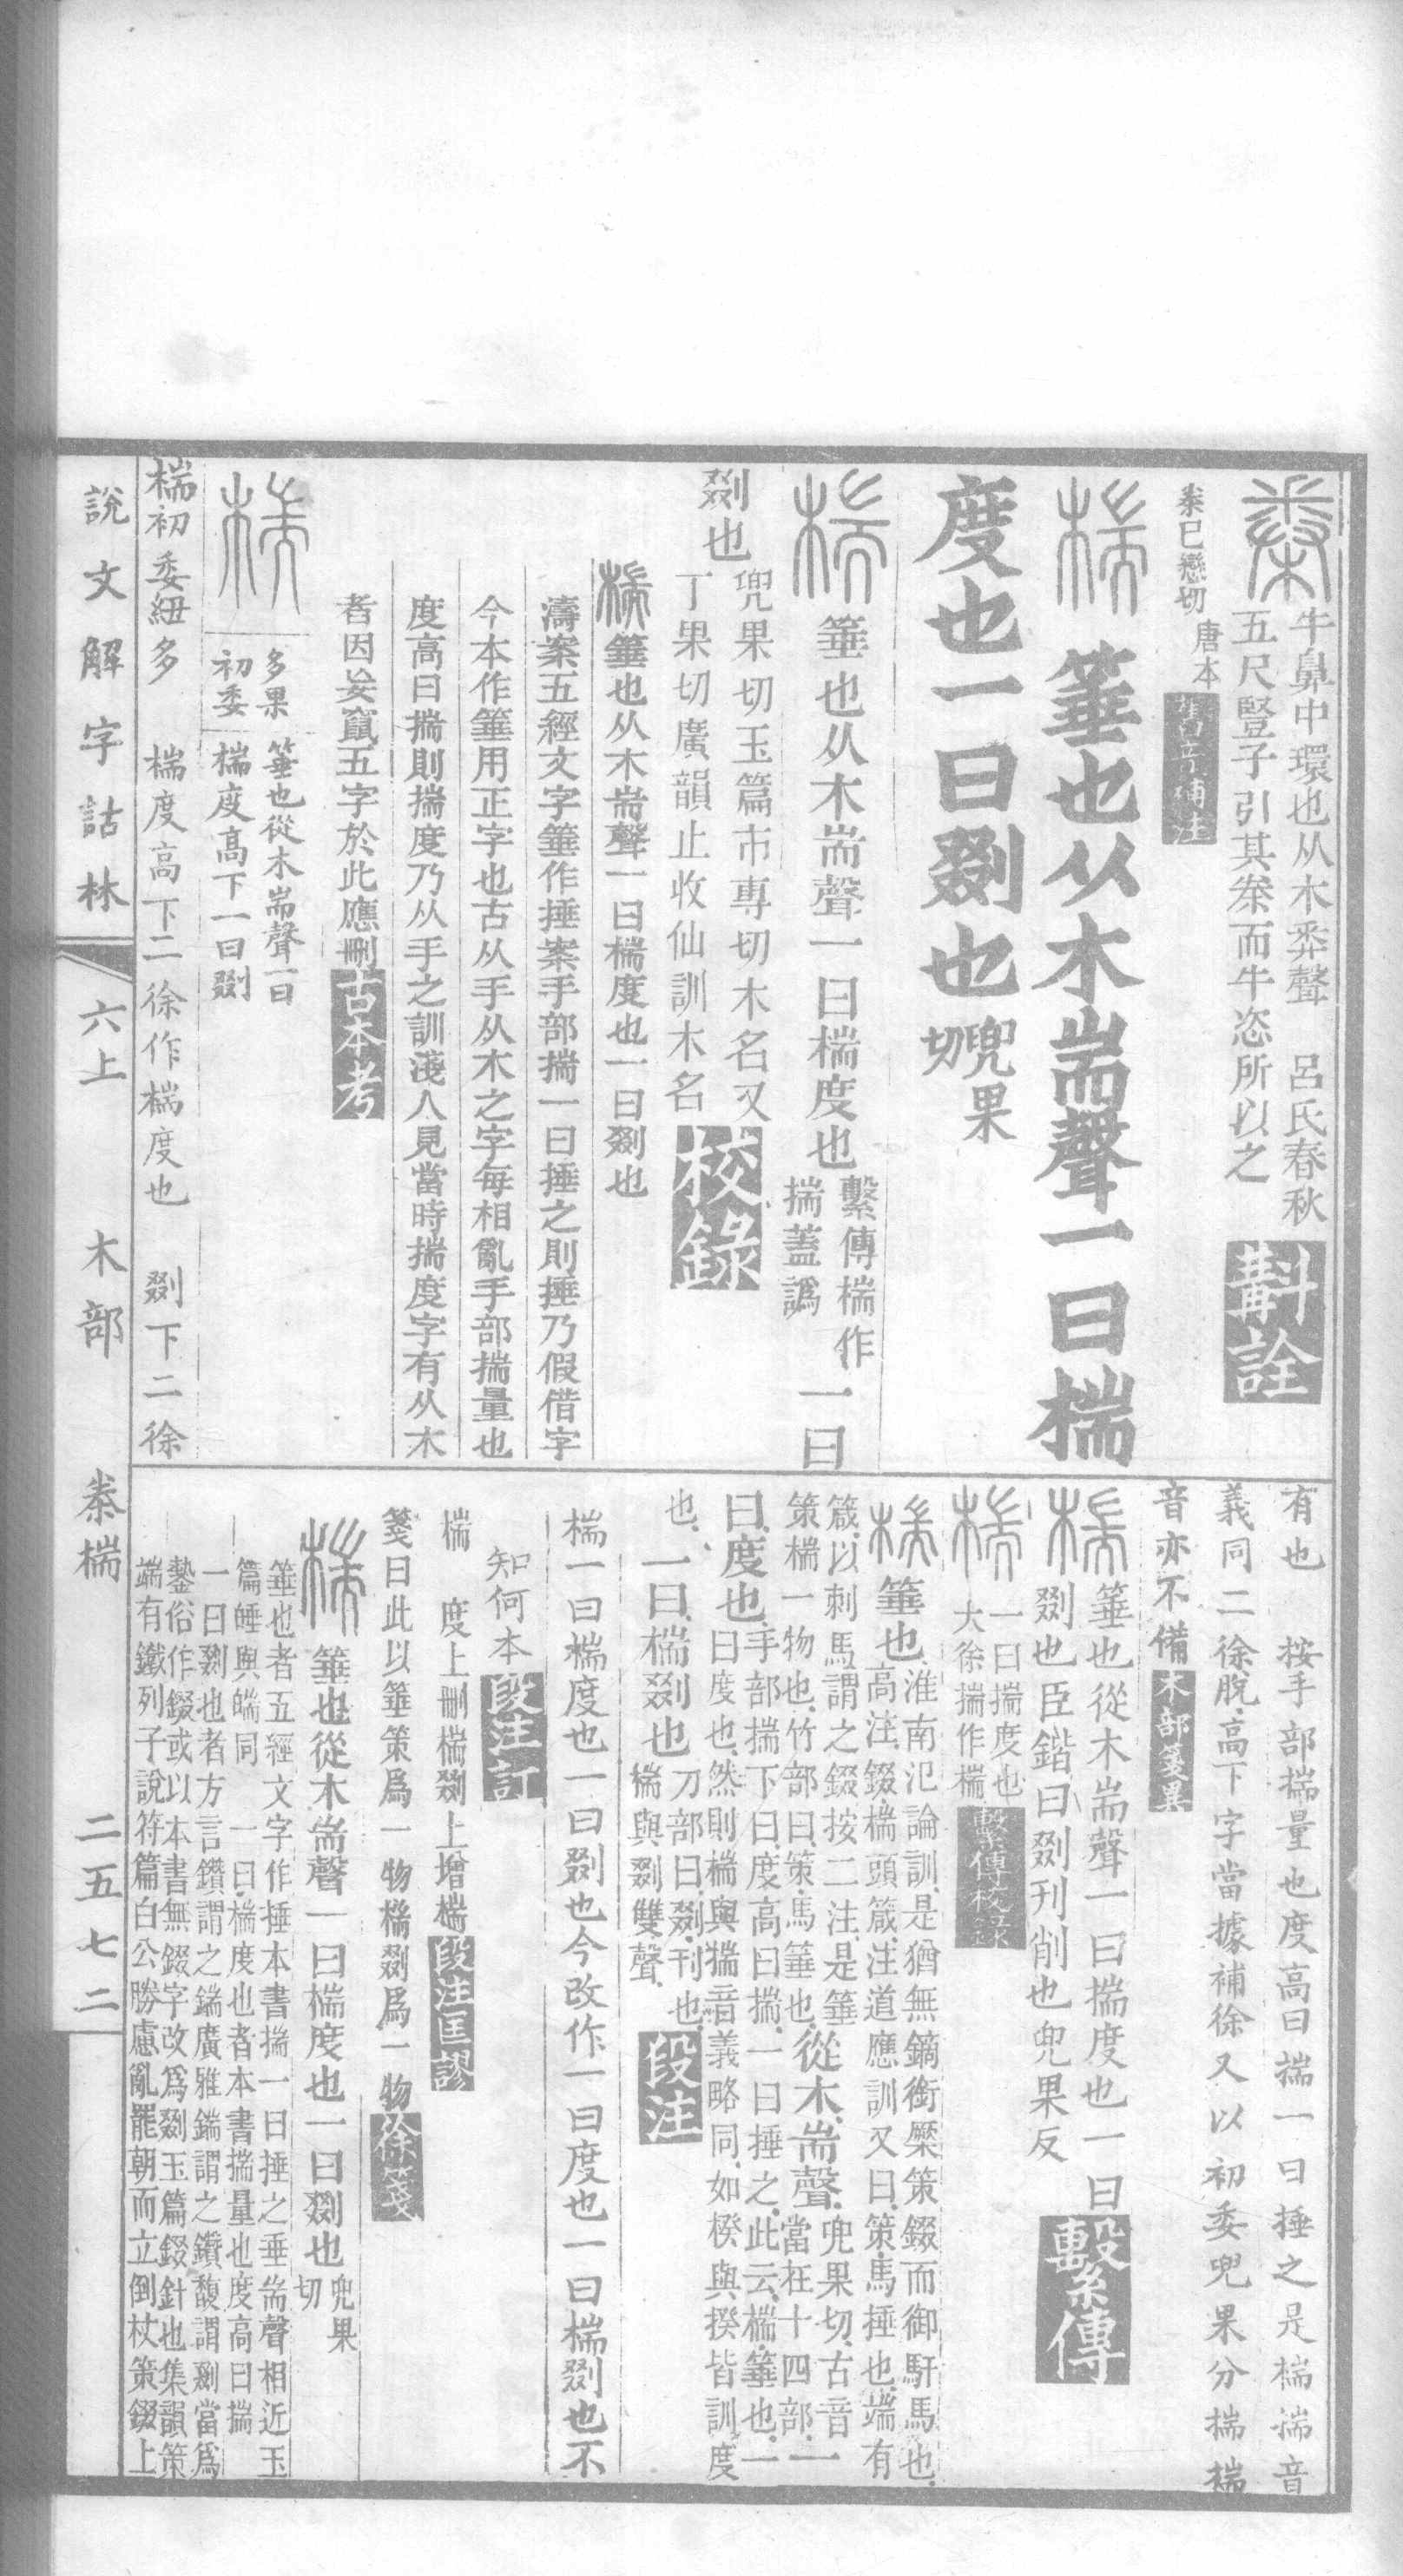 牛鼻中環也从木𢍏聲　呂氏春秋
五尺豎子引其桊而牛恣所以之
斠詮
桊已戀切
唐本
棰也从木耑聲一曰椯
度也一曰剟也兜果切
箠也从木耑聲一曰椯度也
繫傳椯作
揣蓋譌
一曰
剟也
兜果切玉篇市專切木名又
丁果切廣韻止收仙訓木名
校錄
箠也从木耑聲一曰椯度也一曰剟也
濤案五經文字箠作捶案手部揣一曰捶之則捶乃假借字
今本作箠用正字也古从手从木之字每相亂手部揣量也
度高曰揣則揣度乃从手之訓淺人見當時揣度字有从木
者因妄竄五字於此應刪古本考
多果
初委
箠也從木耑聲一曰
椯度高下一曰剟
椯初委紐多　椯度高下二徐作椯度也　剟下二徐
說文解字詁林　六上　木部　桊椯　二五七二
有也　按手部揣量也度高曰揣一曰捶之是椯揣音
義同二徐脫高下字當據補徐又以初委兜果分揣椯
音亦不備木部箋異
箠也從木耑聲一曰揣度也一曰
剟也臣鍇曰剟刊削也兜果反
繫傳
一曰揣度也
大徐揣作椯
繫傳校錄
箠也
淮南氾論訓是猶無鏑銜橜策錣而御馯馬也
高注錣椯頭箴注道應訓又曰策馬捶也端有
箴以刺馬謂之錣按二注是箠
策椯一物也竹部曰策馬箠也
從木耑聲
兜果切古音
當在十四部
一
曰度也
手部揣下曰度高曰揣一曰捶之此云椯箠也一
曰度也然則椯與揣音義略同如楑與揆皆訓度
也
一曰椯剟也
刀部曰剟刊也
椯與剟雙聲
段注
椯一曰椯度也一曰剟也今改作一曰度也一曰椯剟也不
知何本段注訂
椯　度上刪椯剟上增椯段注匡謬
箋曰此以箠策爲一物椯剟爲一物徐箋
箠也從木耑聲一曰椯度也一曰剟也
兜果
切
箠也者五經文字作捶本書揣一曰捶之垂耑聲相近玉
篇㖔與㟨同　一曰椯度也者本書揣量也度高曰揣
一曰剟也者方言鑽謂之鍴廣雅鍴謂之鑽馥謂剟當爲
鏨俗作錣或以本書無錣字改爲剟玉篇錣針也集韻策
端有鐵列子說符篇白公勝慮亂罷朝而立倒杖策錣上